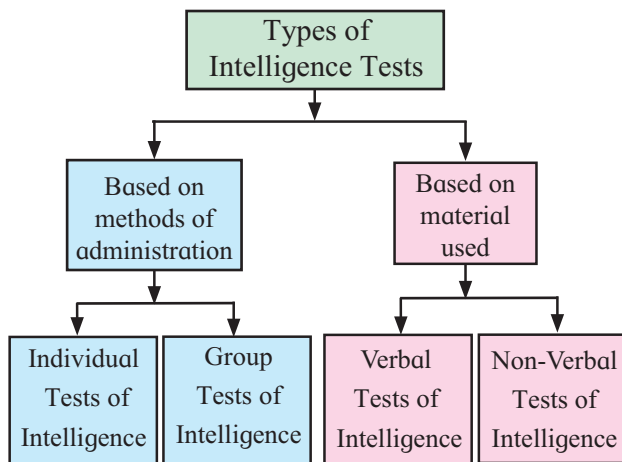 Types of
Intelligence Tests
Based on
methods of
administration
Based on
material
used
Individual
Tests of
Intelligence
Group
Tests of
Intelligence
Verbal
Tests of
Intelligence
Non-Verbal
Tests of
Intelligence